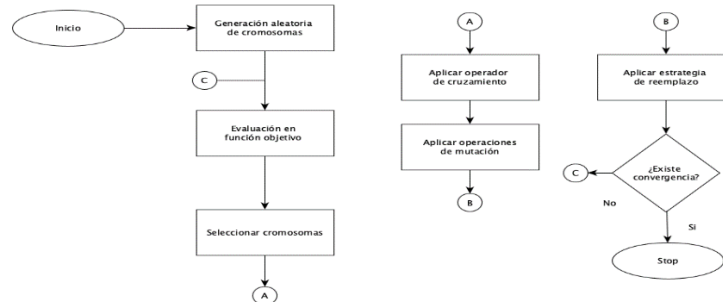 Inicio
Generación aleatoria
de cromosomas
C
Evaluación en
función objetivo
Seleccionar cromosomas
A
A
Aplicar operador
de cruzamiento
Aplicar operaciones
de mutación
B
B
Aplicar estrategia
de reemplazo
¿Existe
convergencia?
C
No
Si
Stop